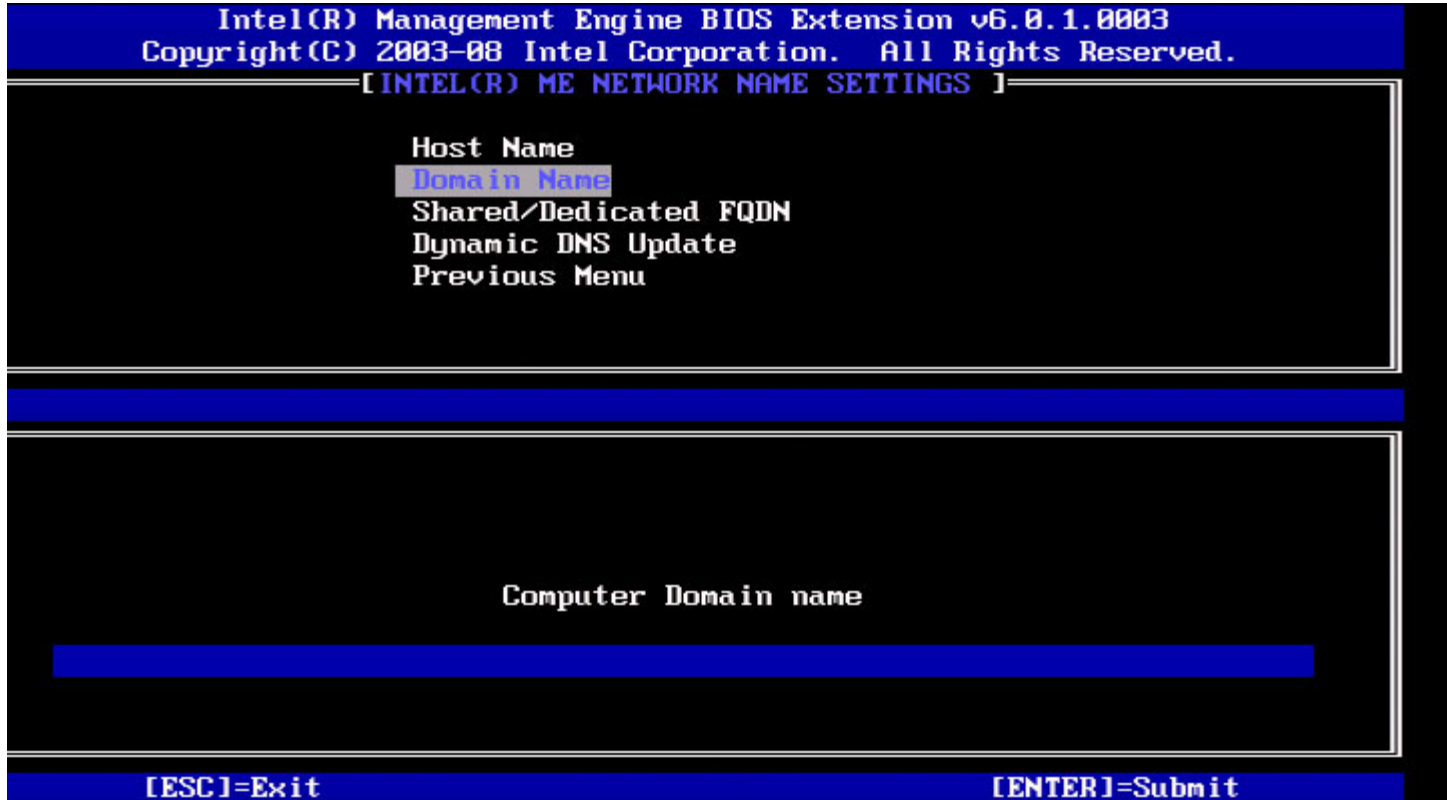 Intel(R) Management Engine BIOS Extension v6.0.1.0003
Copyright(C) 2003-08 Intel Corporation. All Rights Reserved.
[INTEL(R) ME NETWORK NAME SETTINGS ]
Host Name
Domain Name
Shared/Dedicated FQDN
Dynamic DNS Update
Previous Menu
Computer Domain name
[ESC]=Exit [ENTER]=Submit